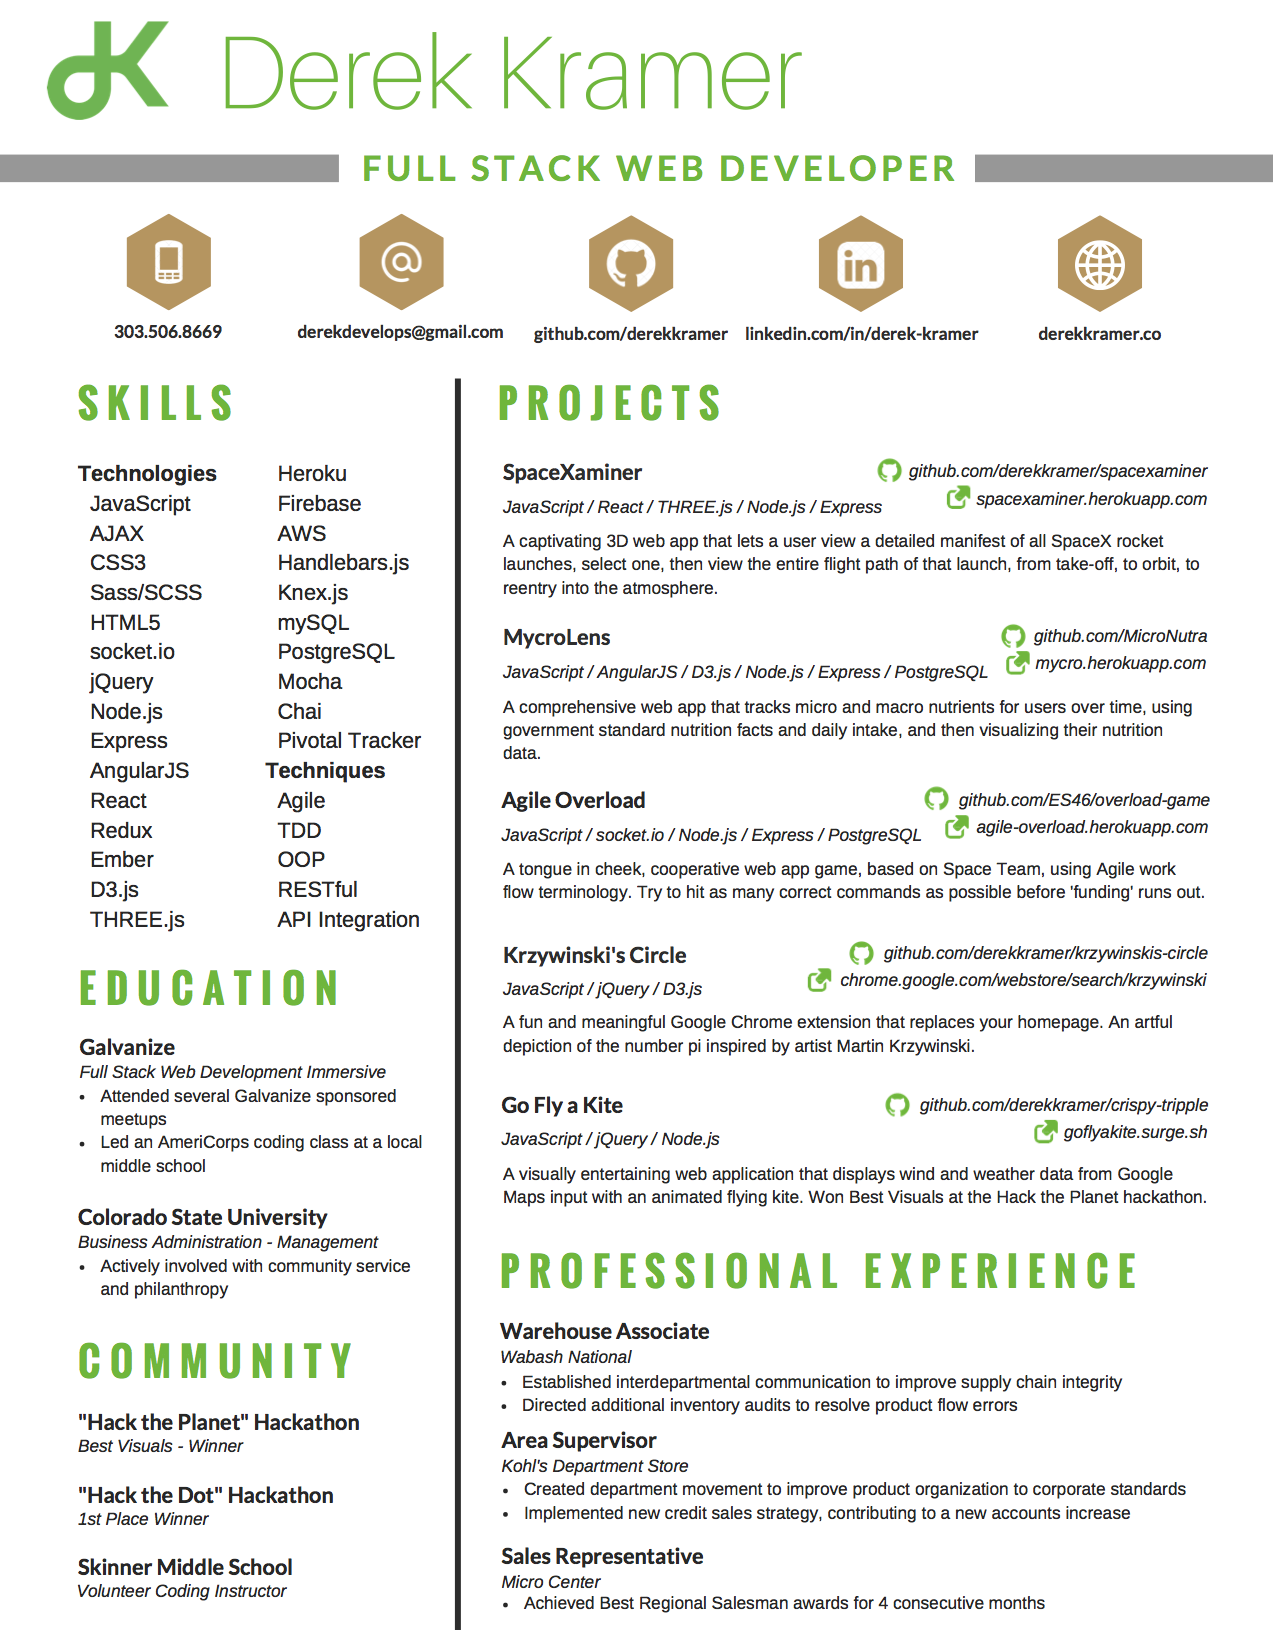 Derek Kramer
FULL STACK WEB DEVELOPER
303.506.8669
derekdevelops@gmail.com
github.com/derekkramer
linkedin.com/in/derek-kramer
derekkramer.co
SKILLS
Technologies
JavaScript
AJAX
CSS3
Sass/SCSS
HTML5
socket.io
jQuery
Node.js
Express
AngularJS
React
Redux
Ember
D3.js
THREE.js
Heroku
Firebase
AWS
Handlebars.js
Knex.js
mySQL
PostgreSQL
Mocha
Chai
Pivotal Tracker
Techniques
Agile
TDD
OOP
RESTful
API Integration
EDUCATION
Galvanize
Full Stack Web Development Immersive
• Attended several Galvanize sponsored
meetups
• Led an AmeriCorps coding class at a local
middle school
Colorado State University
Business Administration - Management
• Actively involved with community service
and philanthropy
COMMUNITY
"Hack the Planet" Hackathon
Best Visuals - Winner
"Hack the Dot" Hackathon
1st Place Winner
Skinner Middle School
Volunteer Coding Instructor
PROJECTS
SpaceXaminer
github.com/derekkramer/spacexaminer
JavaScript / React / THREE.js / Node.js / Express
spacexaminer.herokuapp.com
A captivating 3D web app that lets a user view a detailed manifest of all SpaceX rocket
launches, select one, then view the entire flight path of that launch, from take-off, to orbit, to
reentry into the atmosphere.
MycroLens
github.com/MicroNutra
JavaScript / AngularJS / D3.js / Node.js / Express / PostgreSQL
mycro.herokuapp.com
A comprehensive web app that tracks micro and macro nutrients for users over time, using
government standard nutrition facts and daily intake, and then visualizing their nutrition
data.
Agile Overload
github.com/ES46/overload-game
JavaScript / socket.io / Node.js / Express / PostgreSQL
agile-overload.herokuapp.com
A tongue in cheek, cooperative web app game, based on Space Team, using Agile work
flow terminology. Try to hit as many correct commands as possible before 'funding' runs out.
Krzywinski's Circle
github.com/derekkramer/krzywinskis-circle
JavaScript / jQuery / D3.js
chrome.google.com/webstore/search/krzywinski
A fun and meaningful Google Chrome extension that replaces your homepage. An artful
depiction of the number pi inspired by artist Martin Krzywinski.
Go Fly a Kite
github.com/derekkramer/crispy-tripple
JavaScript / jQuery / Node.js
goflyakite.surge.sh
A visually entertaining web application that displays wind and weather data from Google
Maps input with an animated flying kite. Won Best Visuals at the Hack the Planet hackathon.
PROFESSIONAL EXPERIENCE
Warehouse Associate
Wabash National
• Established interdepartmental communication to improve supply chain integrity
• Directed additional inventory audits to resolve product flow errors
Area Supervisor
Kohl's Department Store
• Created department movement to improve product organization to corporate standards
• Implemented new credit sales strategy, contributing to a new accounts increase
Sales Representative
Micro Center
• Achieved Best Regional Salesman awards for 4 consecutive months